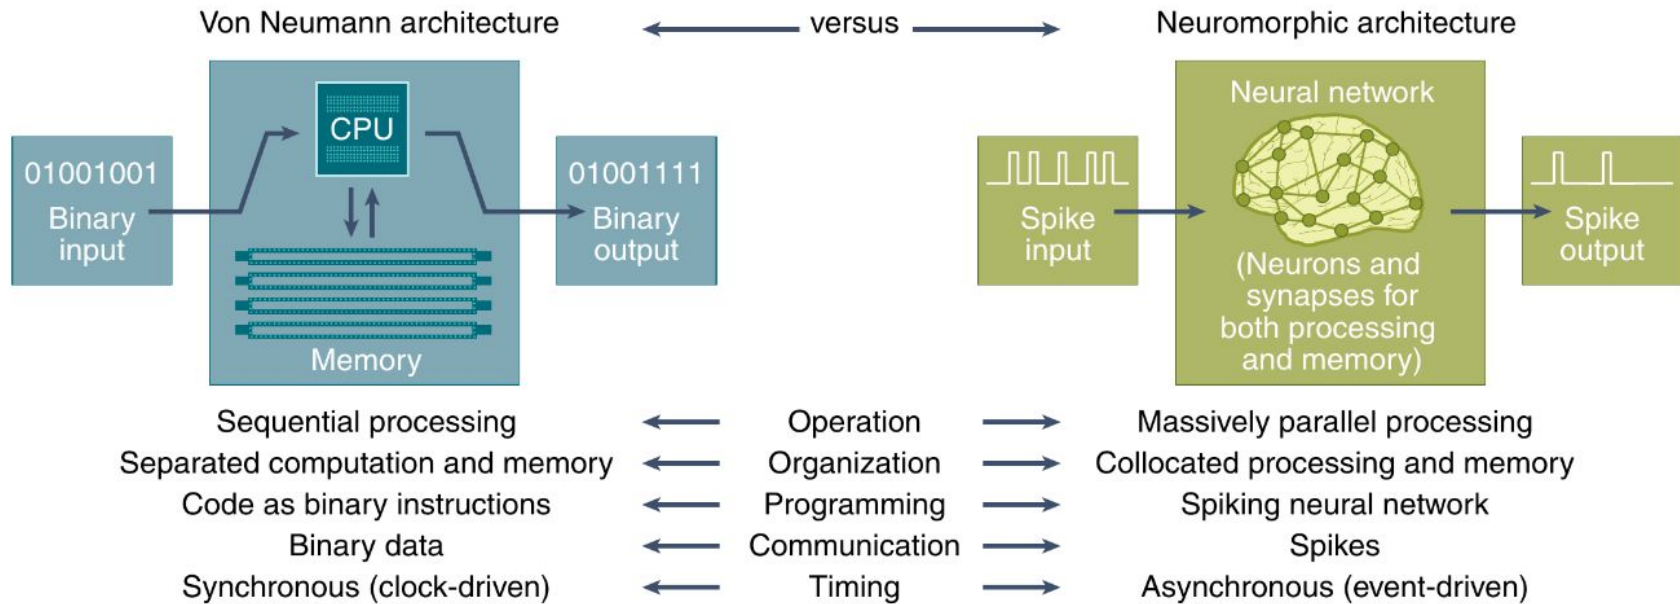 Von Neumann architecture versus Neuromorphic architecture
CPU
01001001
Binary
input
01001111
Binary
output
Memory
Neural network
Spike
input
Spike
output
(Neurons and
synapses for
both processing
and memory)
Sequential processing Operation Massively parallel processing
Separated computation and memory Organization Collocated processing and memory
Code as binary instructions Programming Spiking neural network
Binary data Communication Spikes
Synchronous (clock-driven) Timing Asynchronous (event-driven)